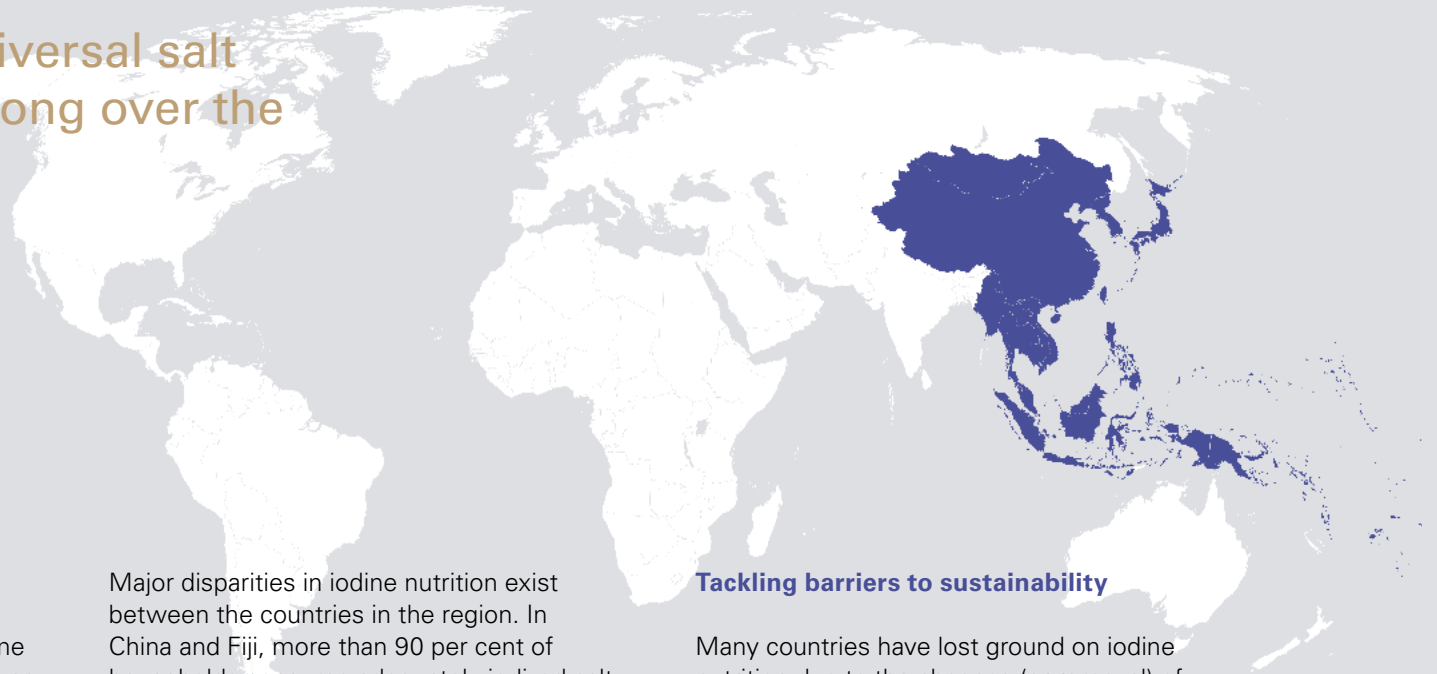 iversal salt
ong over the
ne
Major disparities in iodine nutrition exist
between the countries in the region. In
China and Fiji, more than 90 per cent of
Tackling barriers to sustainability
Many countries have lost ground on iodine